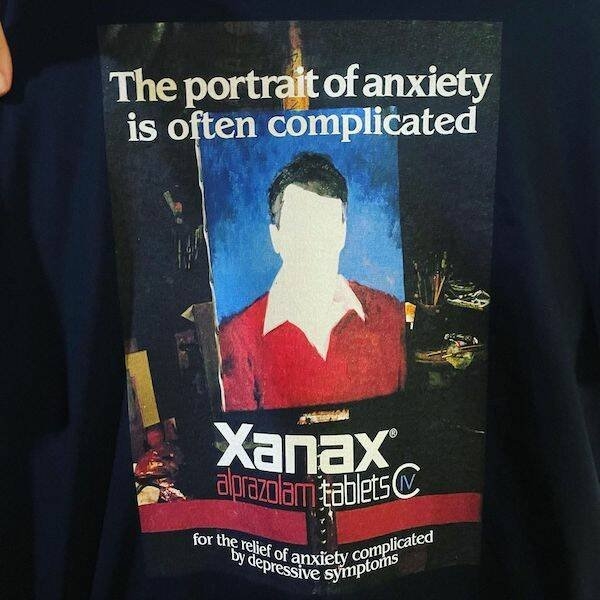 The portrait of anxiety
is often complicated
Xanax®
alprazolam tablets CIV
for the relief of anxiety complicated
by depressive symptoms